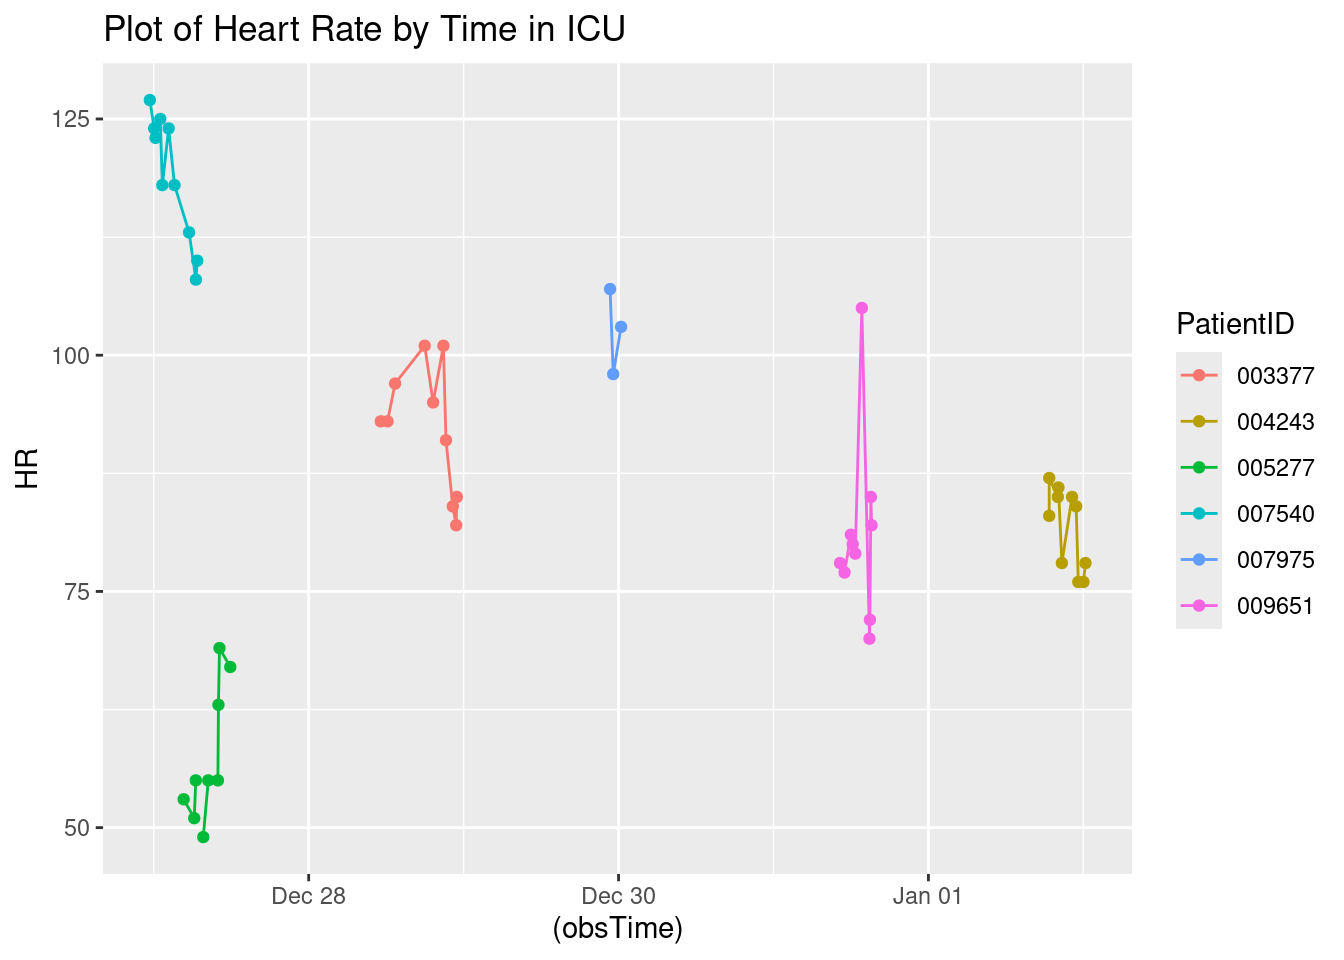 Plot of Heart Rate by Time in ICU
125
100
75
50
HR
Dec 28
Dec 30
Jan 01
(obsTime)
PatientID
003377
004243
005277
007540
007975
009651